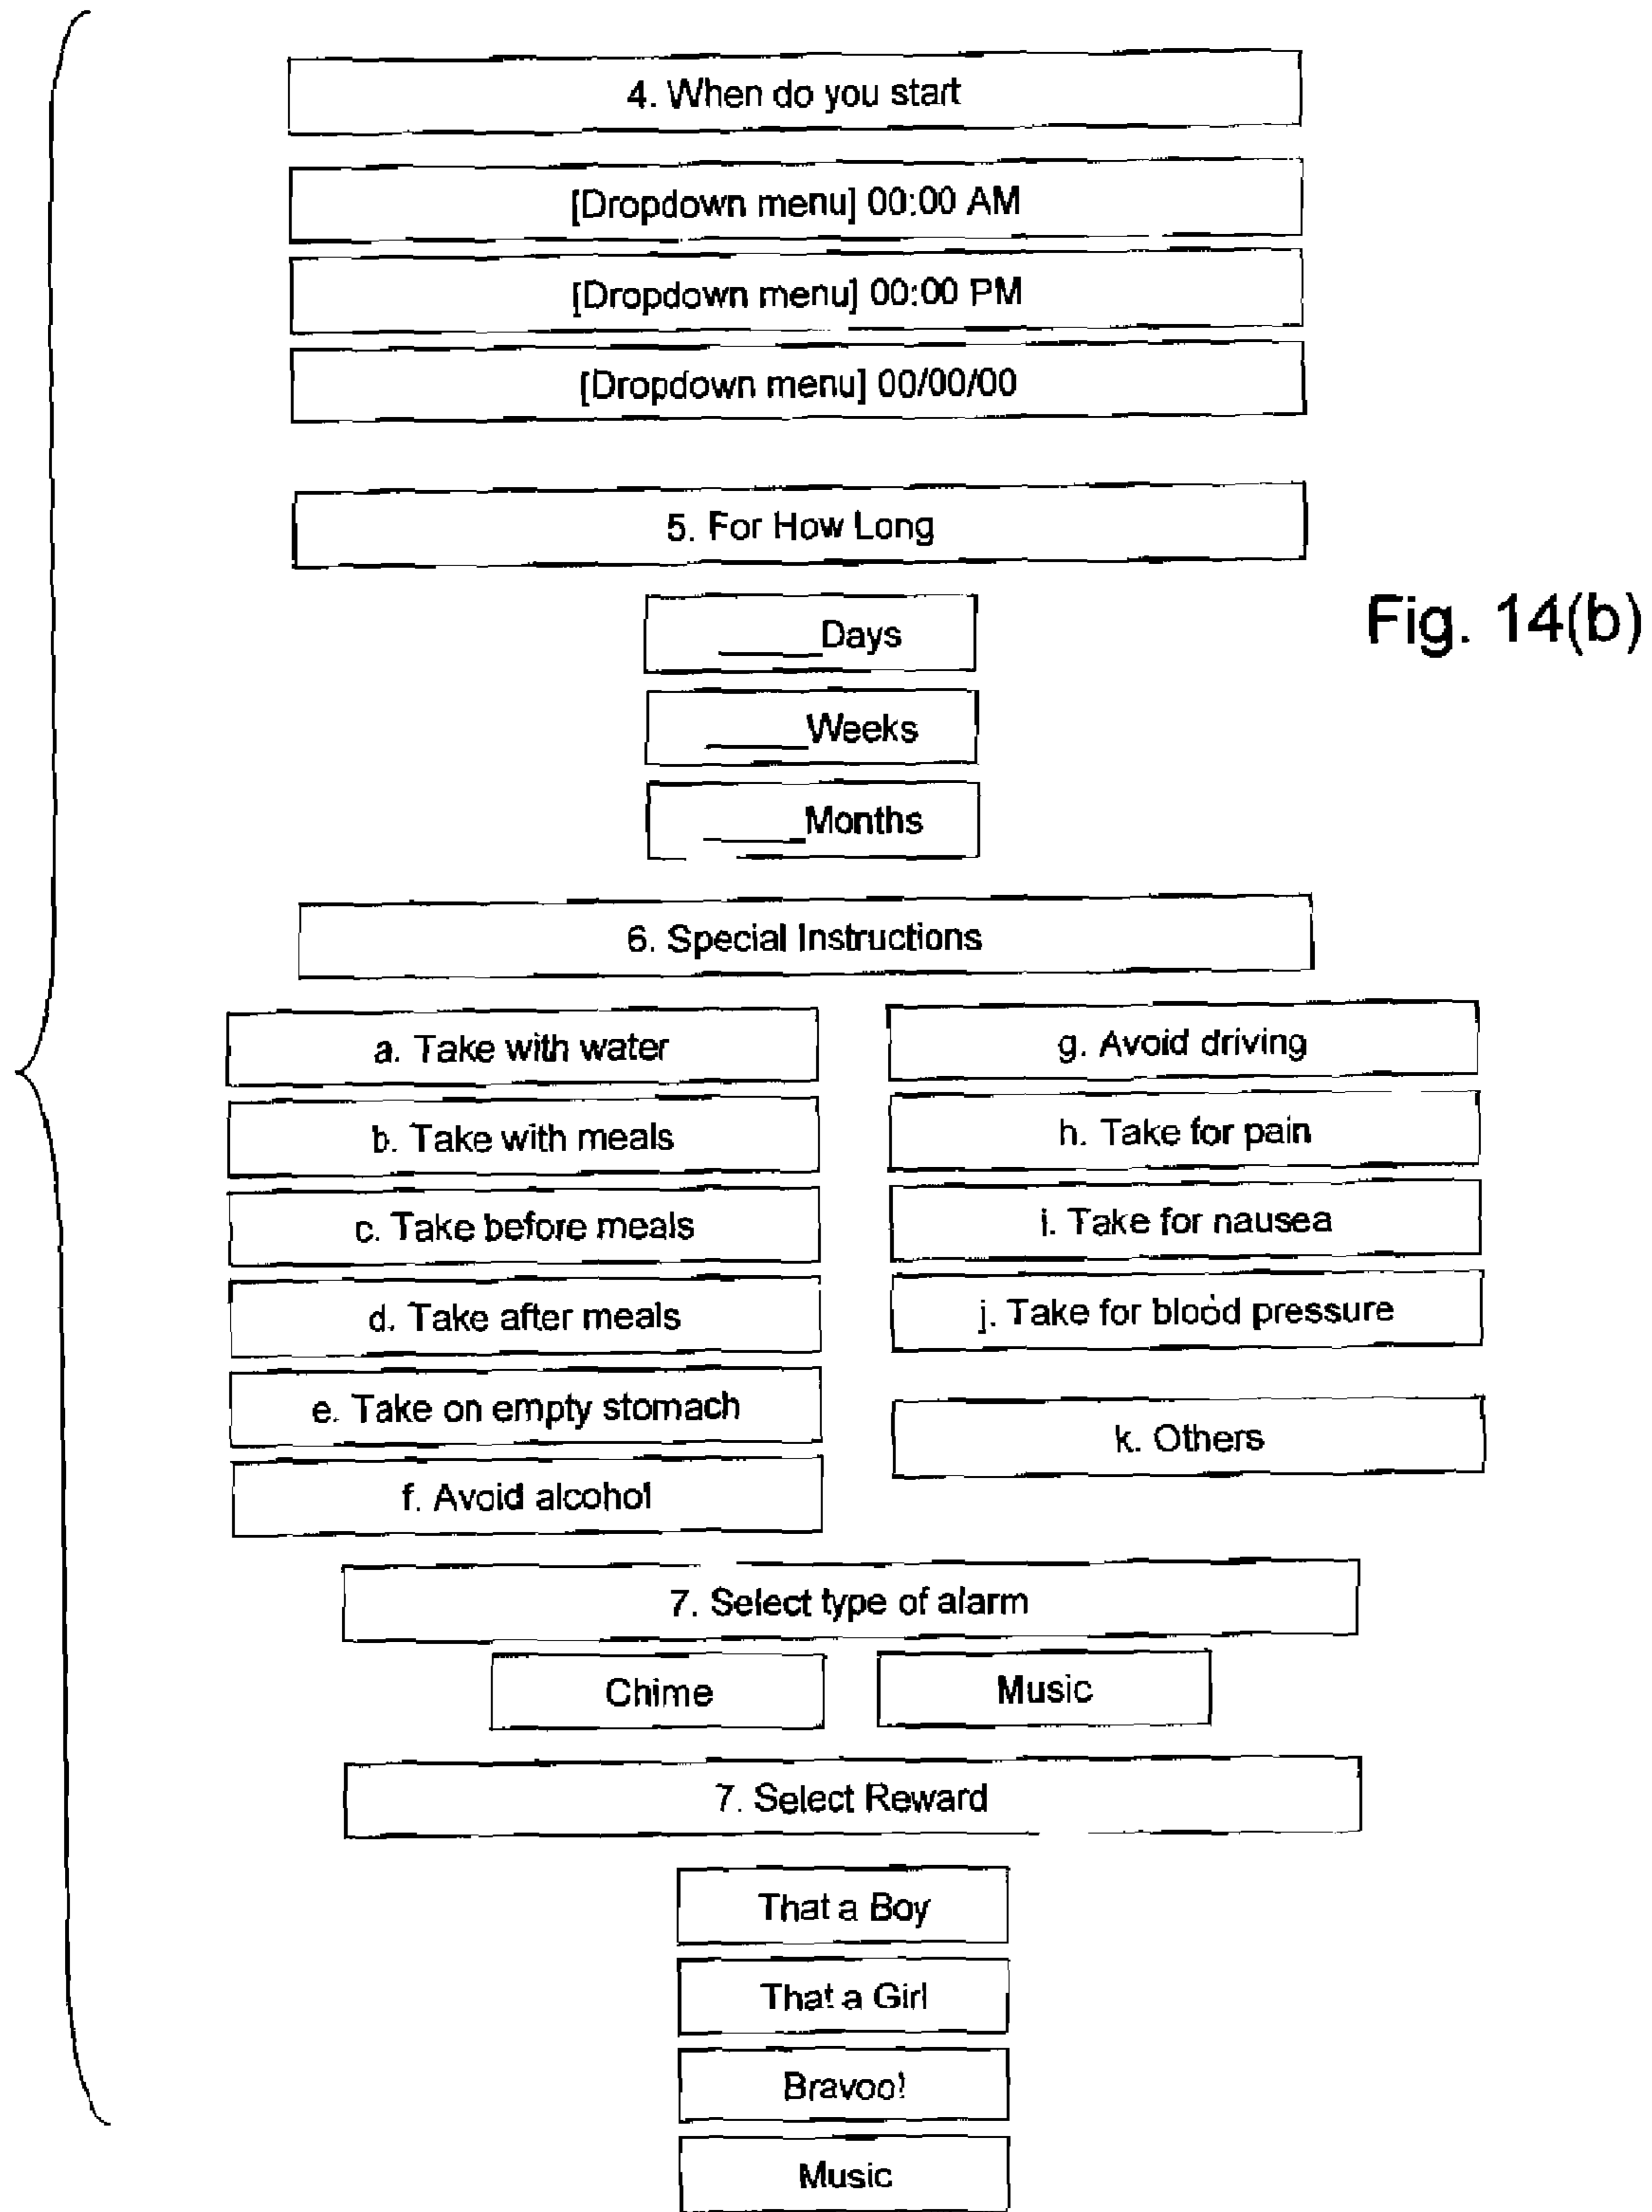 4. When do you start
[Dropdown menu] 00:00 AM
[Dropdown menu] 00:00 PM
[Dropdown menu] 00/00/00
5. For How Long
Fig. 14(b)
_____Days
_____Weeks
_____Months
6. Special Instructions
a. Take with water
b. Take with meals
c. Take before meals
d. Take after meals
e. Take on empty stomach
f. Avoid alcohol
g. Avoid driving
h. Take for pain
i. Take for nausea
j. Take for blood pressure
k. Others
7. Select type of alarm
Chime
Music
7. Select Reward
That a Boy
That a Girl
Bravoo!
Music